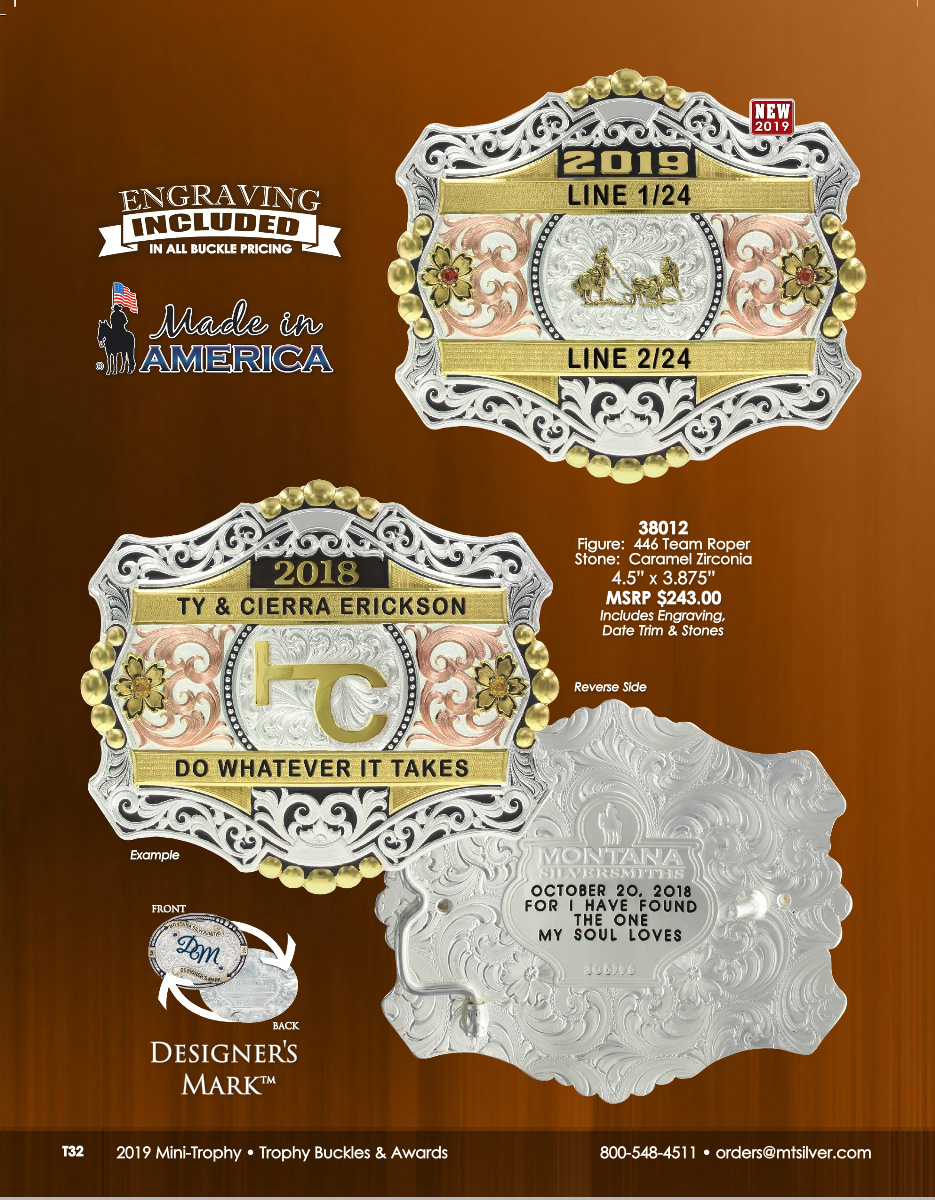 NEW
2019
2019
LINE 1/24
LINE 2/24
ENGRAVING
INCLUDED
IN ALL BUCKLE PRICING
Made in
AMERICA
®
38012
Figure: 446 Team Roper
Stone: Caramel Zirconia
4.5” x 3.875”
MSRP $243.00
Includes Engraving,
Date Trim & Stones
2018
TY & CIERRA ERICKSON
TC
DO WHATEVER IT TAKES
Example
Reverse Side
MONTANA
SILVERSMITHS
OCTOBER 20, 2018
FOR I HAVE FOUND
THE ONE
MY SOUL LOVES
FRONT
DM
DESIGNER'S MARK
BACK
DESIGNER'S
MARK™
T32 2019 Mini-Trophy • Trophy Buckles & Awards 800-548-4511 • orders@mtsilver.com